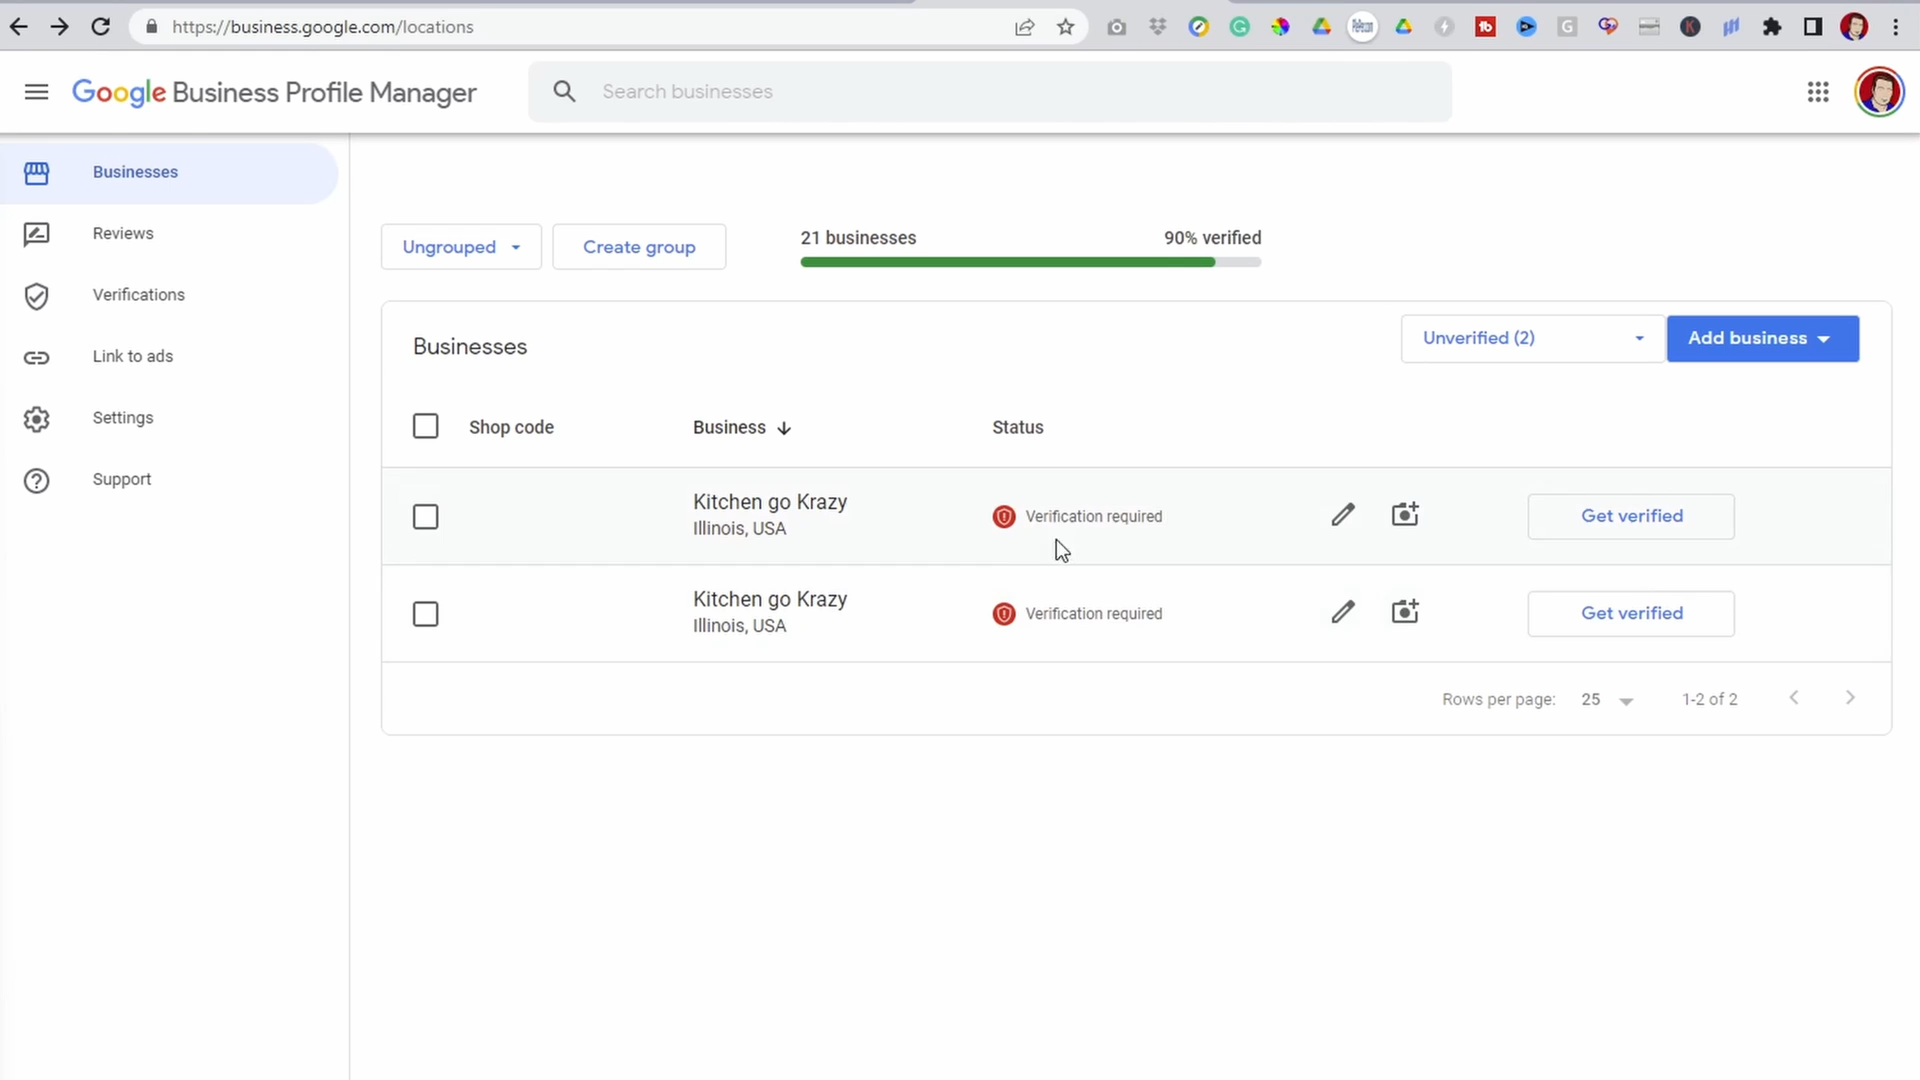 https://business.google.com/locations
Google Business Profile Manager
Search businesses
Businesses
Reviews
Verifications
Link to ads
Settings
Support
Ungrouped
Create group
21 businesses
90% verified
Businesses
Unverified (2)
Add business
Shop code
Business
Status
Kitchen go Krazy
Illinois, USA
Verification required
Get verified
Kitchen go Krazy
Illinois, USA
Verification required
Get verified
Rows per page:
25
1-2 of 2